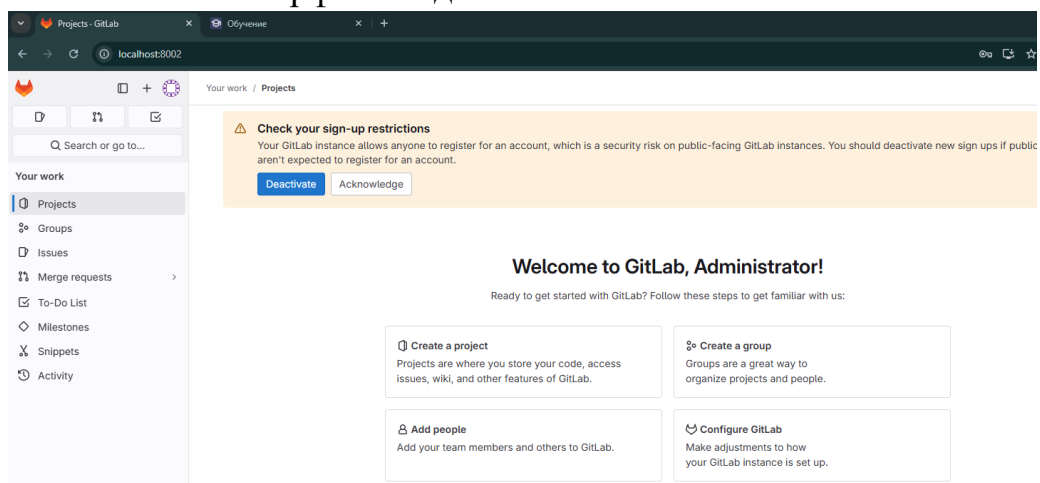 Projects · GitLab
Обучение
localhost:8002
Your work / Projects
Search or go to...
Your work
Projects
Groups
Issues
Merge requests
To-Do List
Milestones
Snippets
Activity
Check your sign-up restrictions
Your GitLab instance allows anyone to register for an account, which is a security risk on public-facing GitLab instances. You should deactivate new sign ups if public
aren't expected to register for an account.
Deactivate
Acknowledge
Welcome to GitLab, Administrator!
Ready to get started with GitLab? Follow these steps to get familiar with us:
Create a project
Projects are where you store your code, access
issues, wiki, and other features of GitLab.
Create a group
Groups are a great way to
organize projects and people.
Add people
Add your team members and others to GitLab.
Configure GitLab
Make adjustments to how
your GitLab instance is set up.